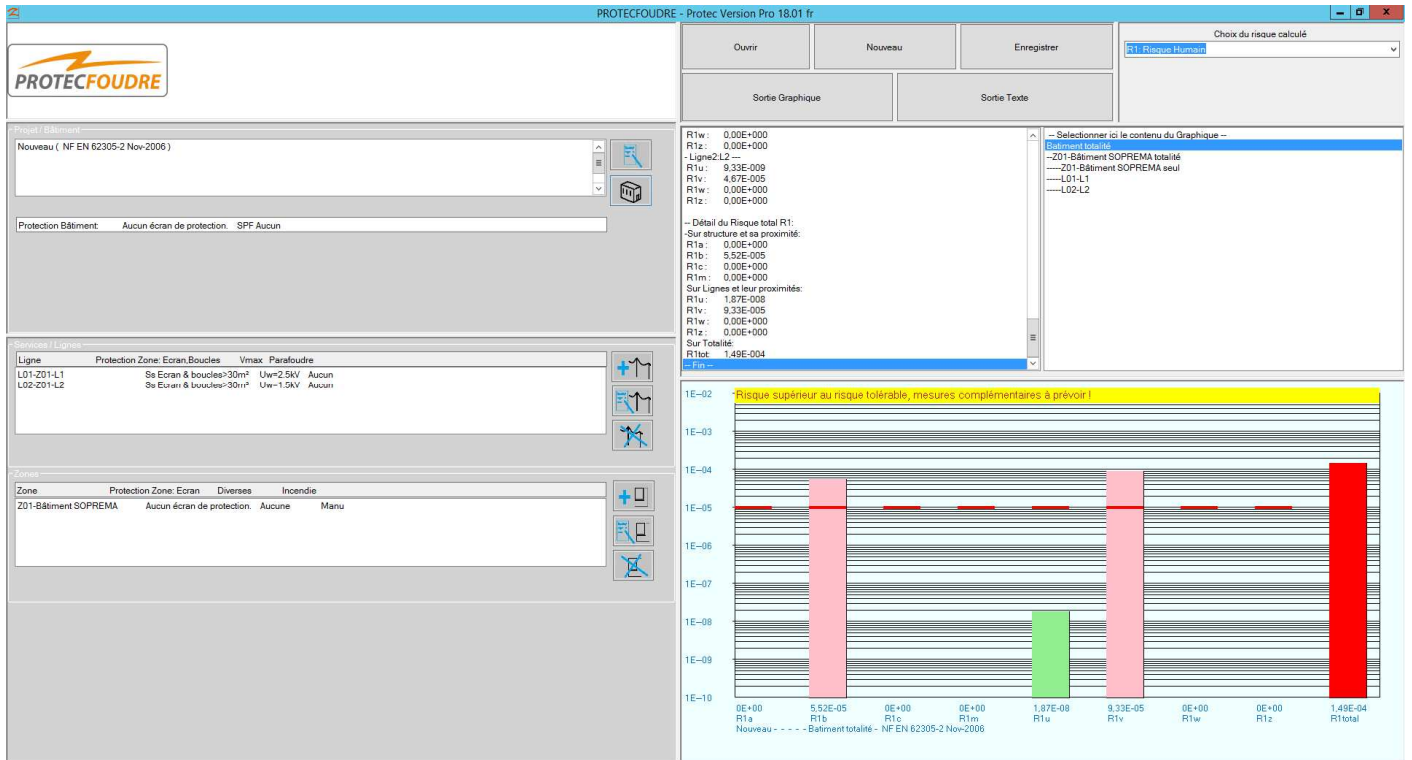 PROTECFOUDRE - Protec Version Pro 18.01 fr
PROTECFOUDRE
Ouvrir
Nouveau
Enregistrer
Sortie Graphique
Sortie Texte
Choix du risque calculé
R1: Risque Humain
Projet / Bâtiment
Nouveau ( NF EN 62305-2 Nov-2006 )
Protection Bâtiment: Aucun écran de protection. SPF Aucun
Services / Lignes
Ligne Protection Zone: Ecran,Boucles Vmax Parafoudre
L01-Z01-L1 Ss Ecran & boucles>30m² Uw=2.5kV Aucun
L02-Z01-L2 Ss Ecran & boucles>30m² Uw=1.5kV Aucun
Zones
Zone Protection Zone: Ecran Diverses Incendie
Z01-Bâtiment SOPREMA Aucun écran de protection. Aucune Manu
R1w : 0,00E+000
R1z : 0,00E+000
- Ligne2:L2 ---
R1u : 9,33E-009
R1v : 4,67E-005
R1w : 0,00E+000
R1z : 0,00E+000
-- Détail du Risque total R1:
-Sur structure et sa proximité:
R1a : 0,00E+000
R1b : 5,52E-005
R1c : 0,00E+000
R1m : 0,00E+000
Sur Lignes et leur proximités:
R1u : 1,87E-008
R1v : 9,33E-005
R1w : 0,00E+000
R1z : 0,00E+000
Sur Totalité:
R1tot: 1,49E-004
-- Fin --
-- Selectionner ici le contenu du Graphique --
Batiment totalité
--Z01-Bâtiment SOPREMA totalité
-----Z01-Bâtiment SOPREMA seul
-----L01-L1
-----L02-L2
Risque supérieur au risque tolérable, mesures complémentaires à prévoir !
1E-02
1E-03
1E-04
1E-05
1E-06
1E-07
1E-08
1E-09
1E-10
0E+00 5,52E-05 0E+00 0E+00 1,87E-08 9,33E-05 0E+00 0E+00 1,49E-04
R1a R1b R1c R1m R1u R1v R1w R1z R1total
Nouveau - - - - - Batiment totalité - NF EN 62305-2 Nov-2006